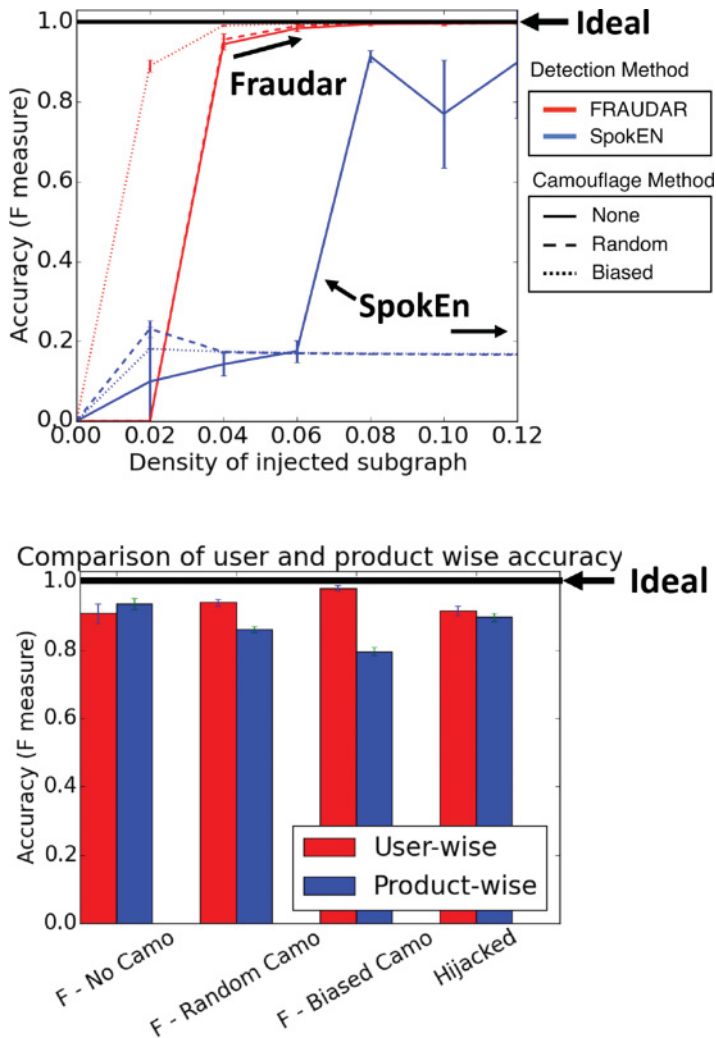 1.0
0.8
0.6
0.4
0.2
0.0
Accuracy (F measure)
0.00 0.02 0.04 0.06 0.08 0.10 0.12
Density of injected subgraph
Fraudar
SpokEn
Ideal
Detection Method
FRAUDAR
SpokEN
Camouflage Method
None
Random
Biased
Comparison of user and product wise accuracy
Ideal
1.0
0.8
0.6
0.4
0.2
0.0
Accuracy (F measure)
User-wise
Product-wise
F - No Camo
F - Random Camo
F - Biased Camo
Hijacked